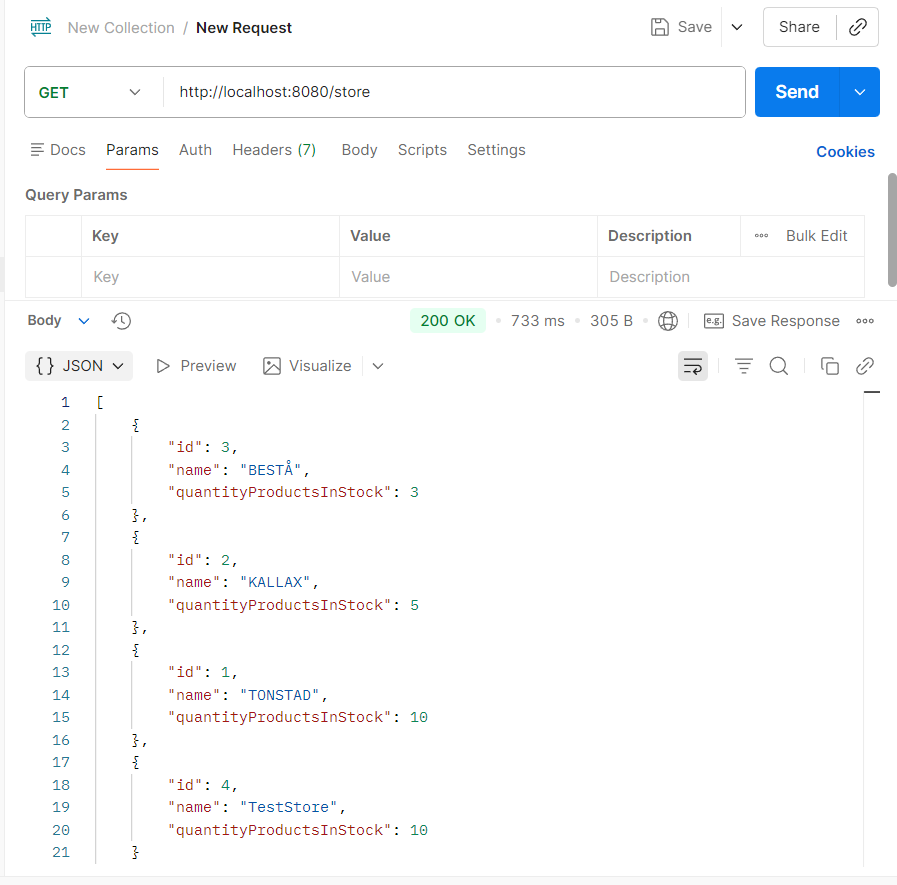 HTTP New Collection / New Request Save Share
GET http://localhost:8080/store Send
Docs Params Auth Headers (7) Body Scripts Settings Cookies
Query Params
Key Value Description Bulk Edit
Key Value Description
Body 200 OK 733 ms 305 B e.g. Save Response
{} JSON Preview Visualize
1 [
2 {
3 "id": 3,
4 "name": "BESTÅ",
5 "quantityProductsInStock": 3
6 },
7 {
8 "id": 2,
9 "name": "KALLAX",
10 "quantityProductsInStock": 5
11 },
12 {
13 "id": 1,
14 "name": "TONSTAD",
15 "quantityProductsInStock": 10
16 },
17 {
18 "id": 4,
19 "name": "TestStore",
20 "quantityProductsInStock": 10
21 }